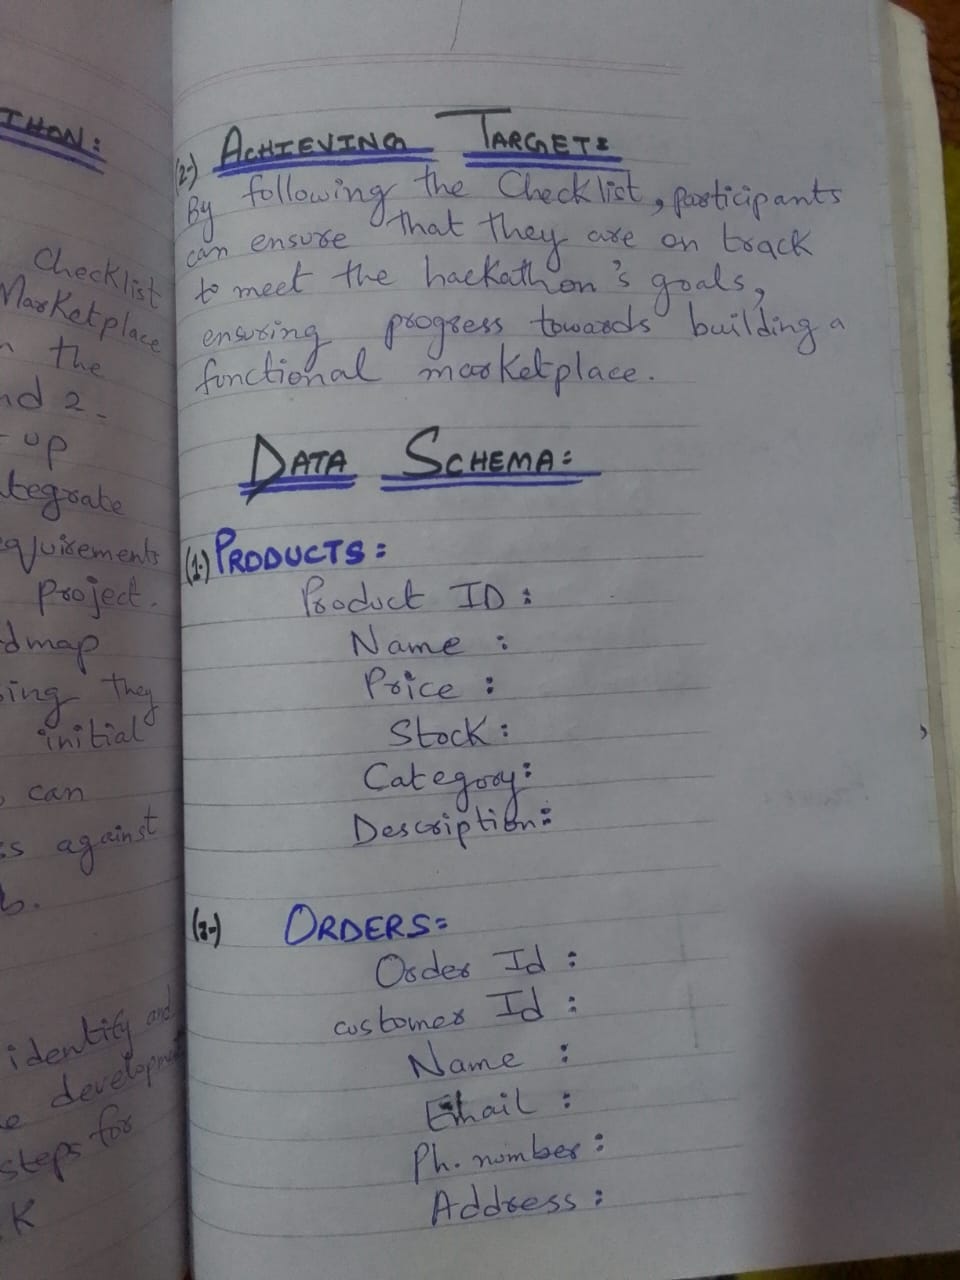 THON:
Checklist
Marketplace
the
nd 2-
- up
tegrate
quirements
project.
dmap
sing they
initial
can
ss against
b.
identify and
development
steps for
K
(2-) ACHIEVING TARGET:
By following the Checklist, participants
can ensure that they are on track
to meet the hackathon's goals,
ensuring progress towards building a
functional marketplace.
DATA SCHEMA:
(1-) PRODUCTS:
Product ID:
Name:
Price:
Stock:
Category:
Description:
(2-) ORDERS:
Order Id:
customer Id:
Name:
Email:
Ph. number:
Address: